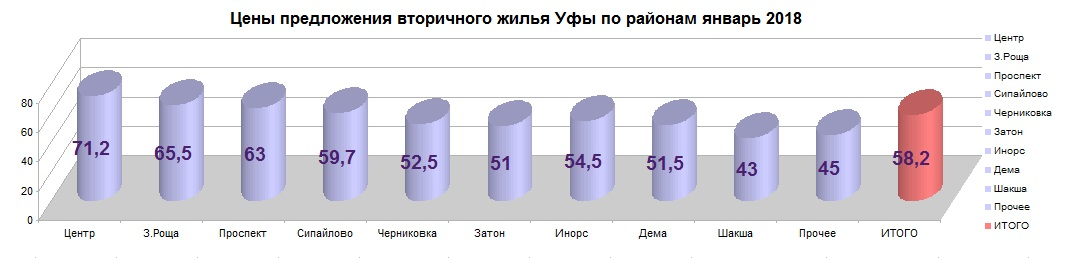 Цены предложения вторичного жилья Уфы по районам январь 2018
80
60
40
20
0
71,2
65,5
63
59,7
52,5
51
54,5
51,5
43
45
58,2
Центр
З.Роща
Проспект
Сипайлово
Черниковка
Затон
Инорс
Дема
Шакша
Прочее
ИТОГО
Центр
З.Роща
Проспект
Сипайлово
Черниковка
Затон
Инорс
Дема
Шакша
Прочее
ИТОГО